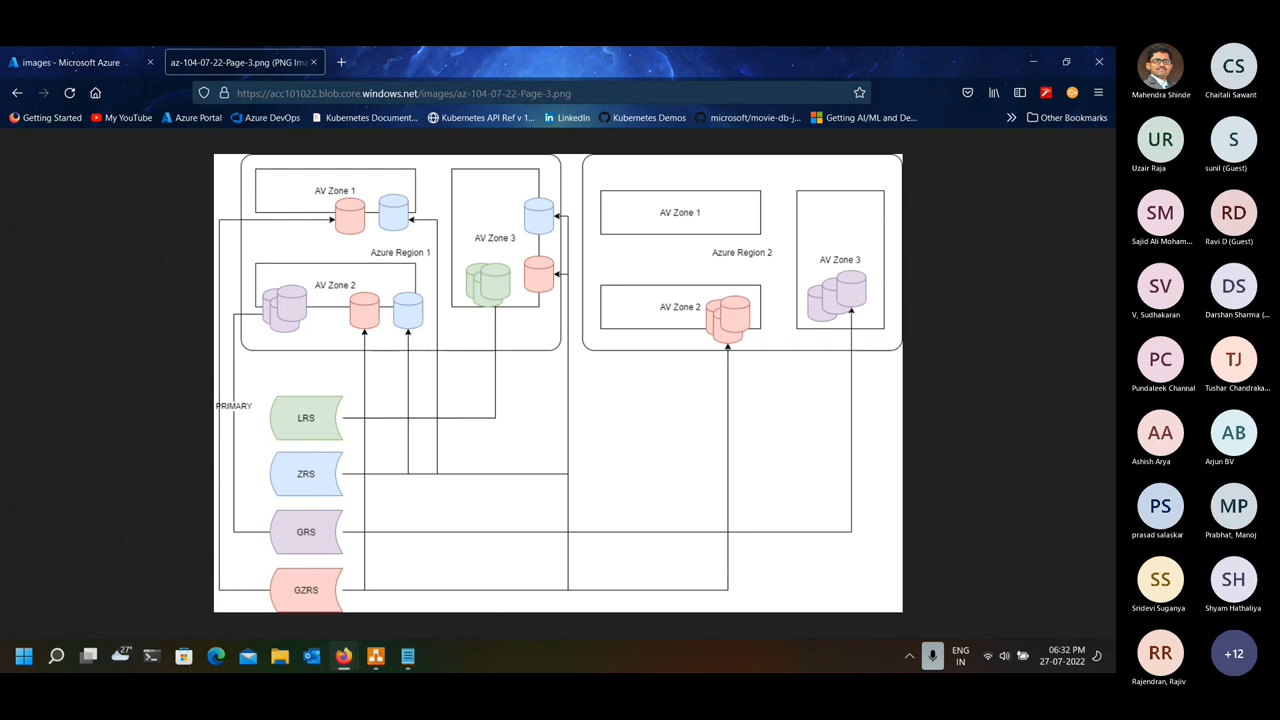 images - Microsoft Azure
az-104-07-22-Page-3.png (PNG Ima
https://acc101022.blob.core.windows.net/images/az-104-07-22-Page-3.png
Getting Started
My YouTube
Azure Portal
Azure DevOps
Kubernetes Document...
Kubernetes API Ref v 1...
LinkedIn
Kubernetes Demos
microsoft/movie-db-j...
Getting AI/ML and De...
Other Bookmarks
AV Zone 1
AV Zone 3
Azure Region 1
AV Zone 2
AV Zone 1
Azure Region 2
AV Zone 3
AV Zone 2
PRIMARY
LRS
ZRS
GRS
GZRS
27°
ENG
IN
06:32 PM
27-07-2022
Mahendra Shinde
CS
Chaitali Sawant
UR
Uzair Raja
S
sunil (Guest)
SM
Sajid Ali Moham...
RD
Ravi D (Guest)
SV
V, Sudhakaran
DS
Darshan Sharma (...
PC
Pundaleek Channal
TJ
Tushar Chandraka...
AA
Ashish Arya
AB
Arjun BV
PS
prasad salaskar
MP
Prabhat, Manoj
SS
Sridevi Suganya
SH
Shyam Hathaliya
RR
Rajendran, Rajiv
+12